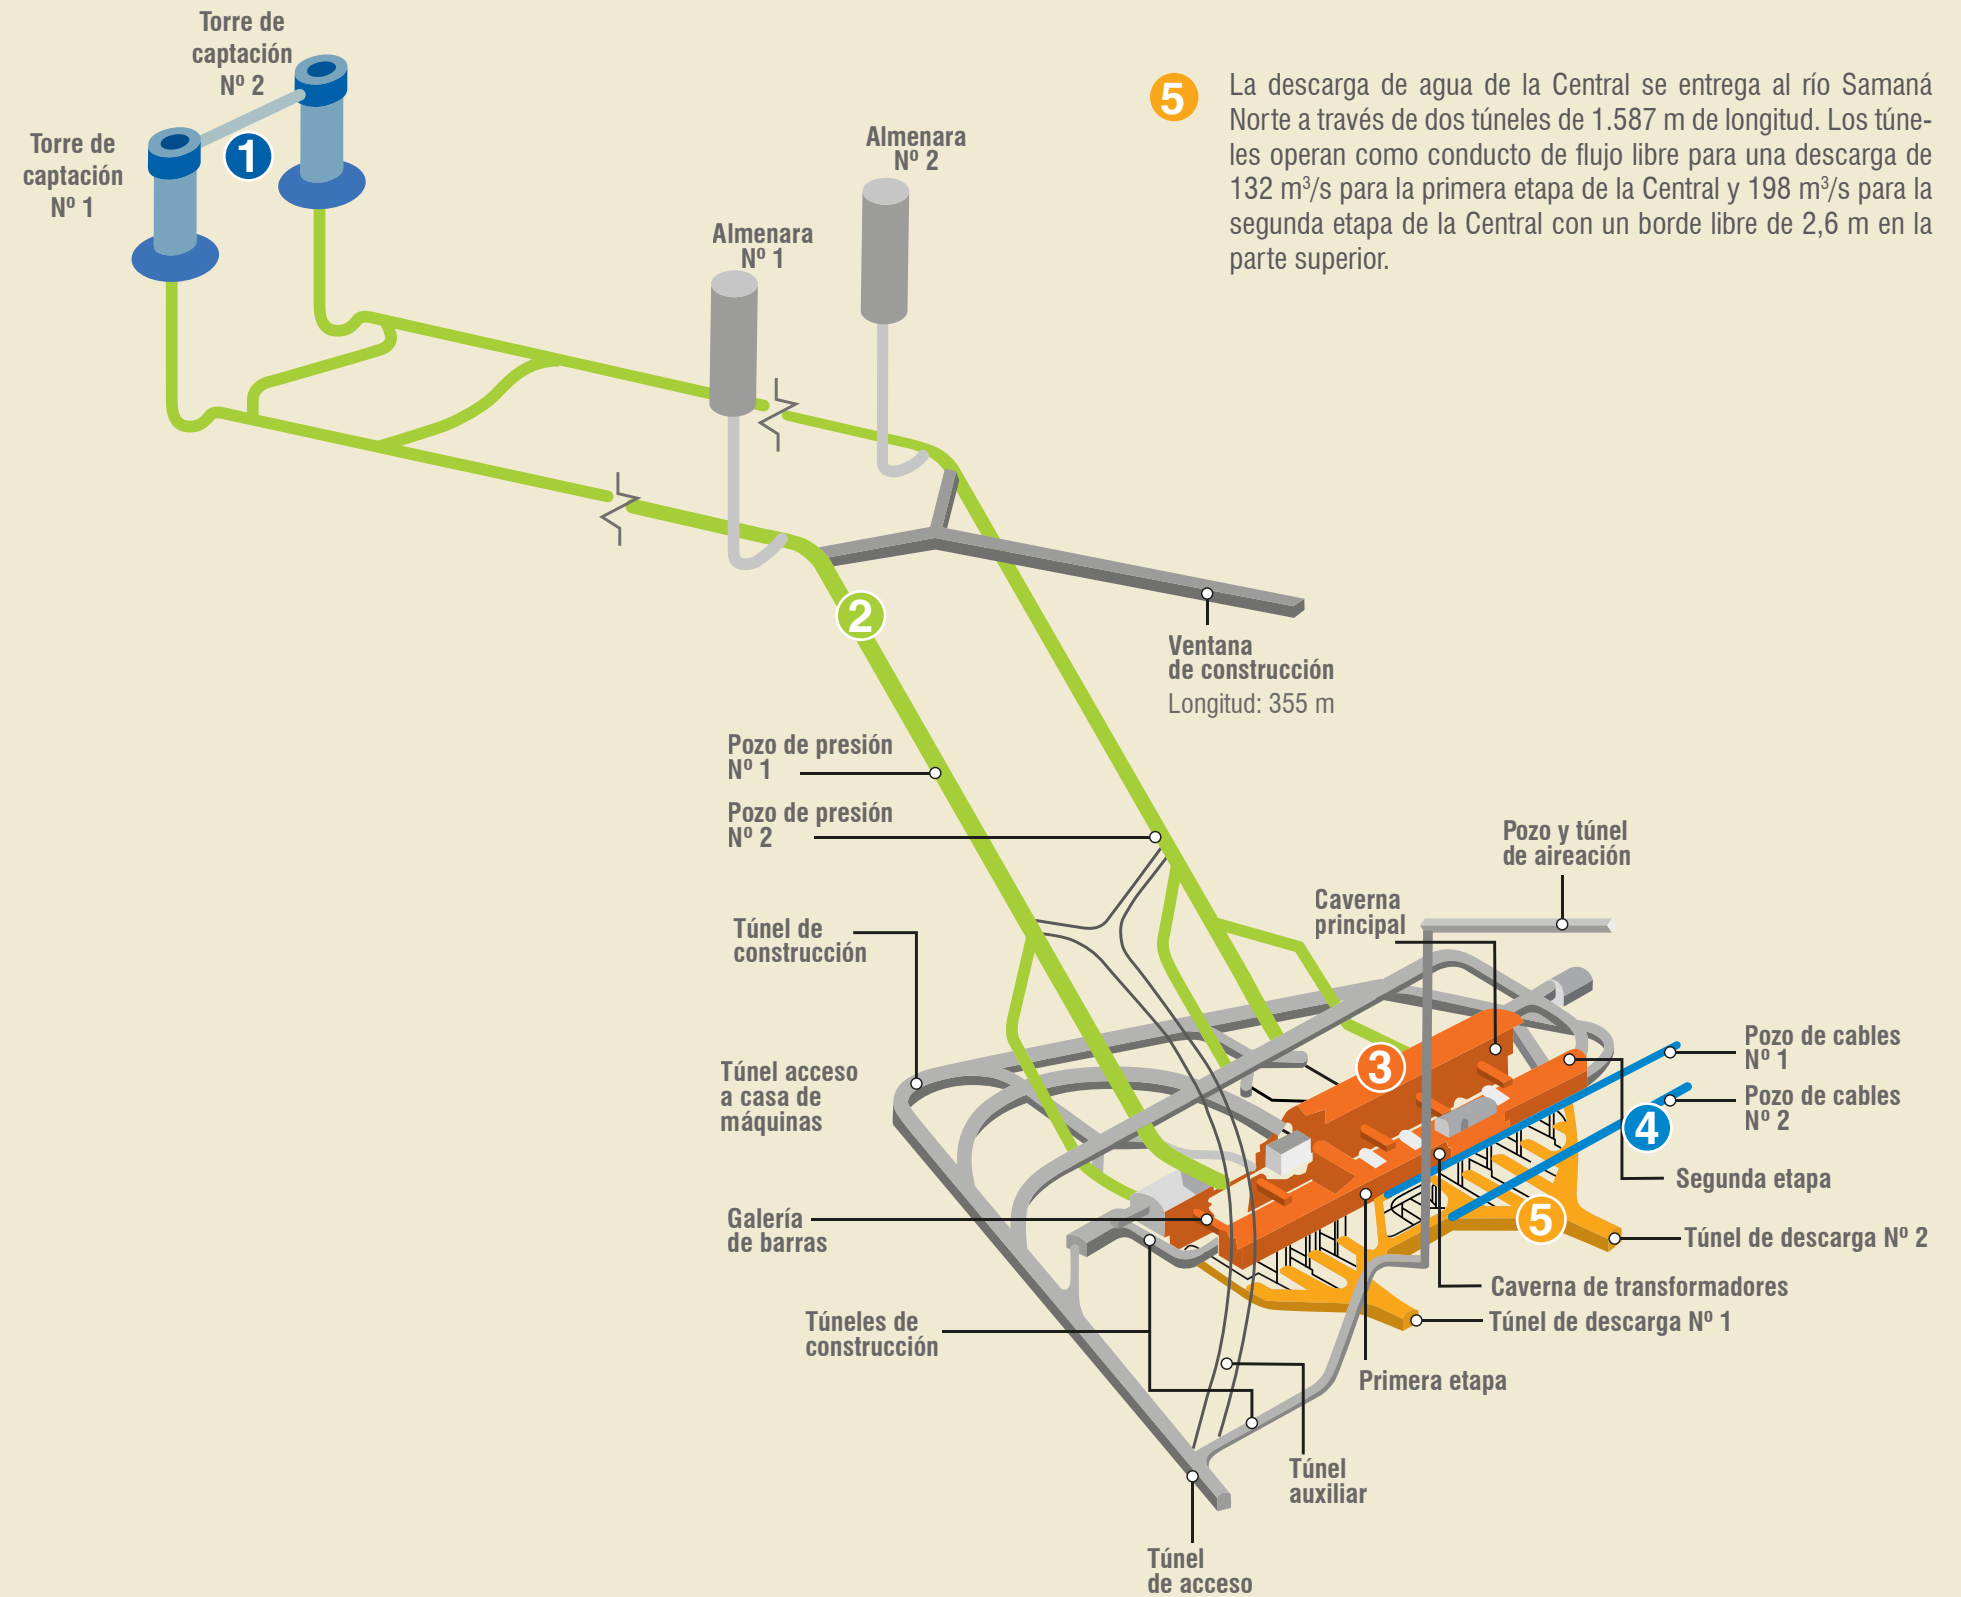 Torre de
captación
Nº 2
Torre de
captación
Nº 1
1
Almenara
Nº 2
Almenara
Nº 1
5
La descarga de agua de la Central se entrega al río Samaná
Norte a través de dos túneles de 1.587 m de longitud. Los túne-
les operan como conducto de flujo libre para una descarga de
132 m³/s para la primera etapa de la Central y 198 m³/s para la
segunda etapa de la Central con un borde libre de 2,6 m en la
parte superior.
2
Ventana
de construcción
Longitud: 355 m
Pozo de presión
Nº 1
Pozo de presión
Nº 2
Pozo y túnel
de aireación
Caverna
principal
Túnel de
construcción
Túnel acceso
a casa de
máquinas
3
Pozo de cables
Nº 1
Pozo de cables
Nº 2
4
Segunda etapa
Galería
de barras
5
Túnel de descarga Nº 2
Caverna de transformadores
Túnel de descarga Nº 1
Túneles de
construcción
Primera etapa
Túnel
auxiliar
Túnel
de acceso